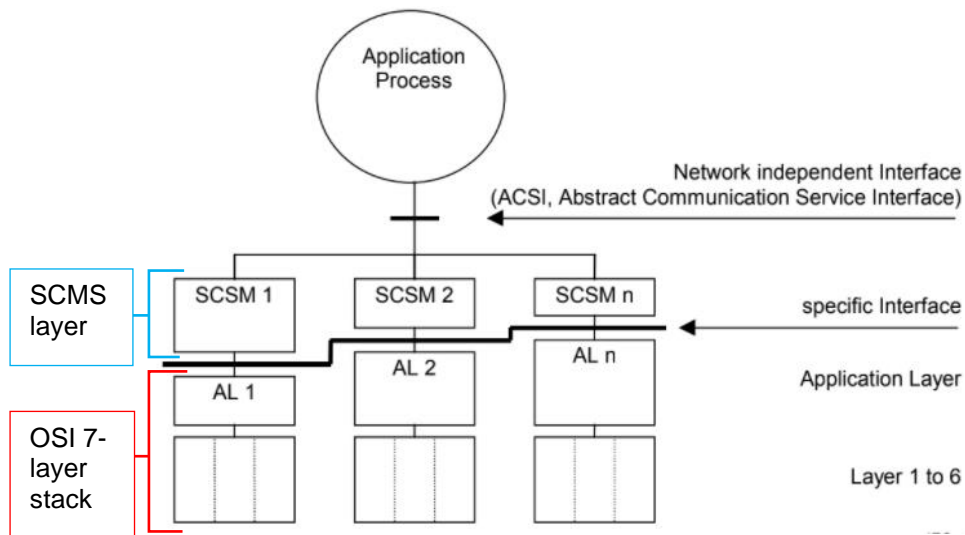 Application
Process
Network independent Interface
(ACSI, Abstract Communication Service Interface)
SCMS
layer
SCSM 1
SCSM 2
SCSM n
specific Interface
AL 1
AL 2
AL n
Application Layer
OSI 7-
layer
stack
Layer 1 to 6